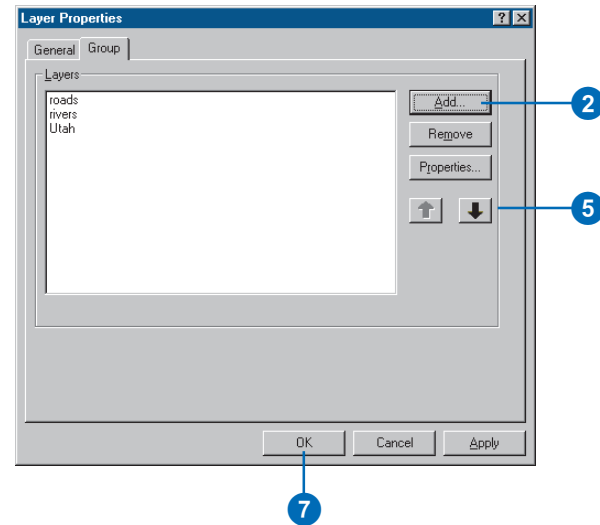 Layer Properties
General Group
Layers
roads
rivers
Utah
Add...
Remove
Properties...
2
5
OK Cancel Apply
7